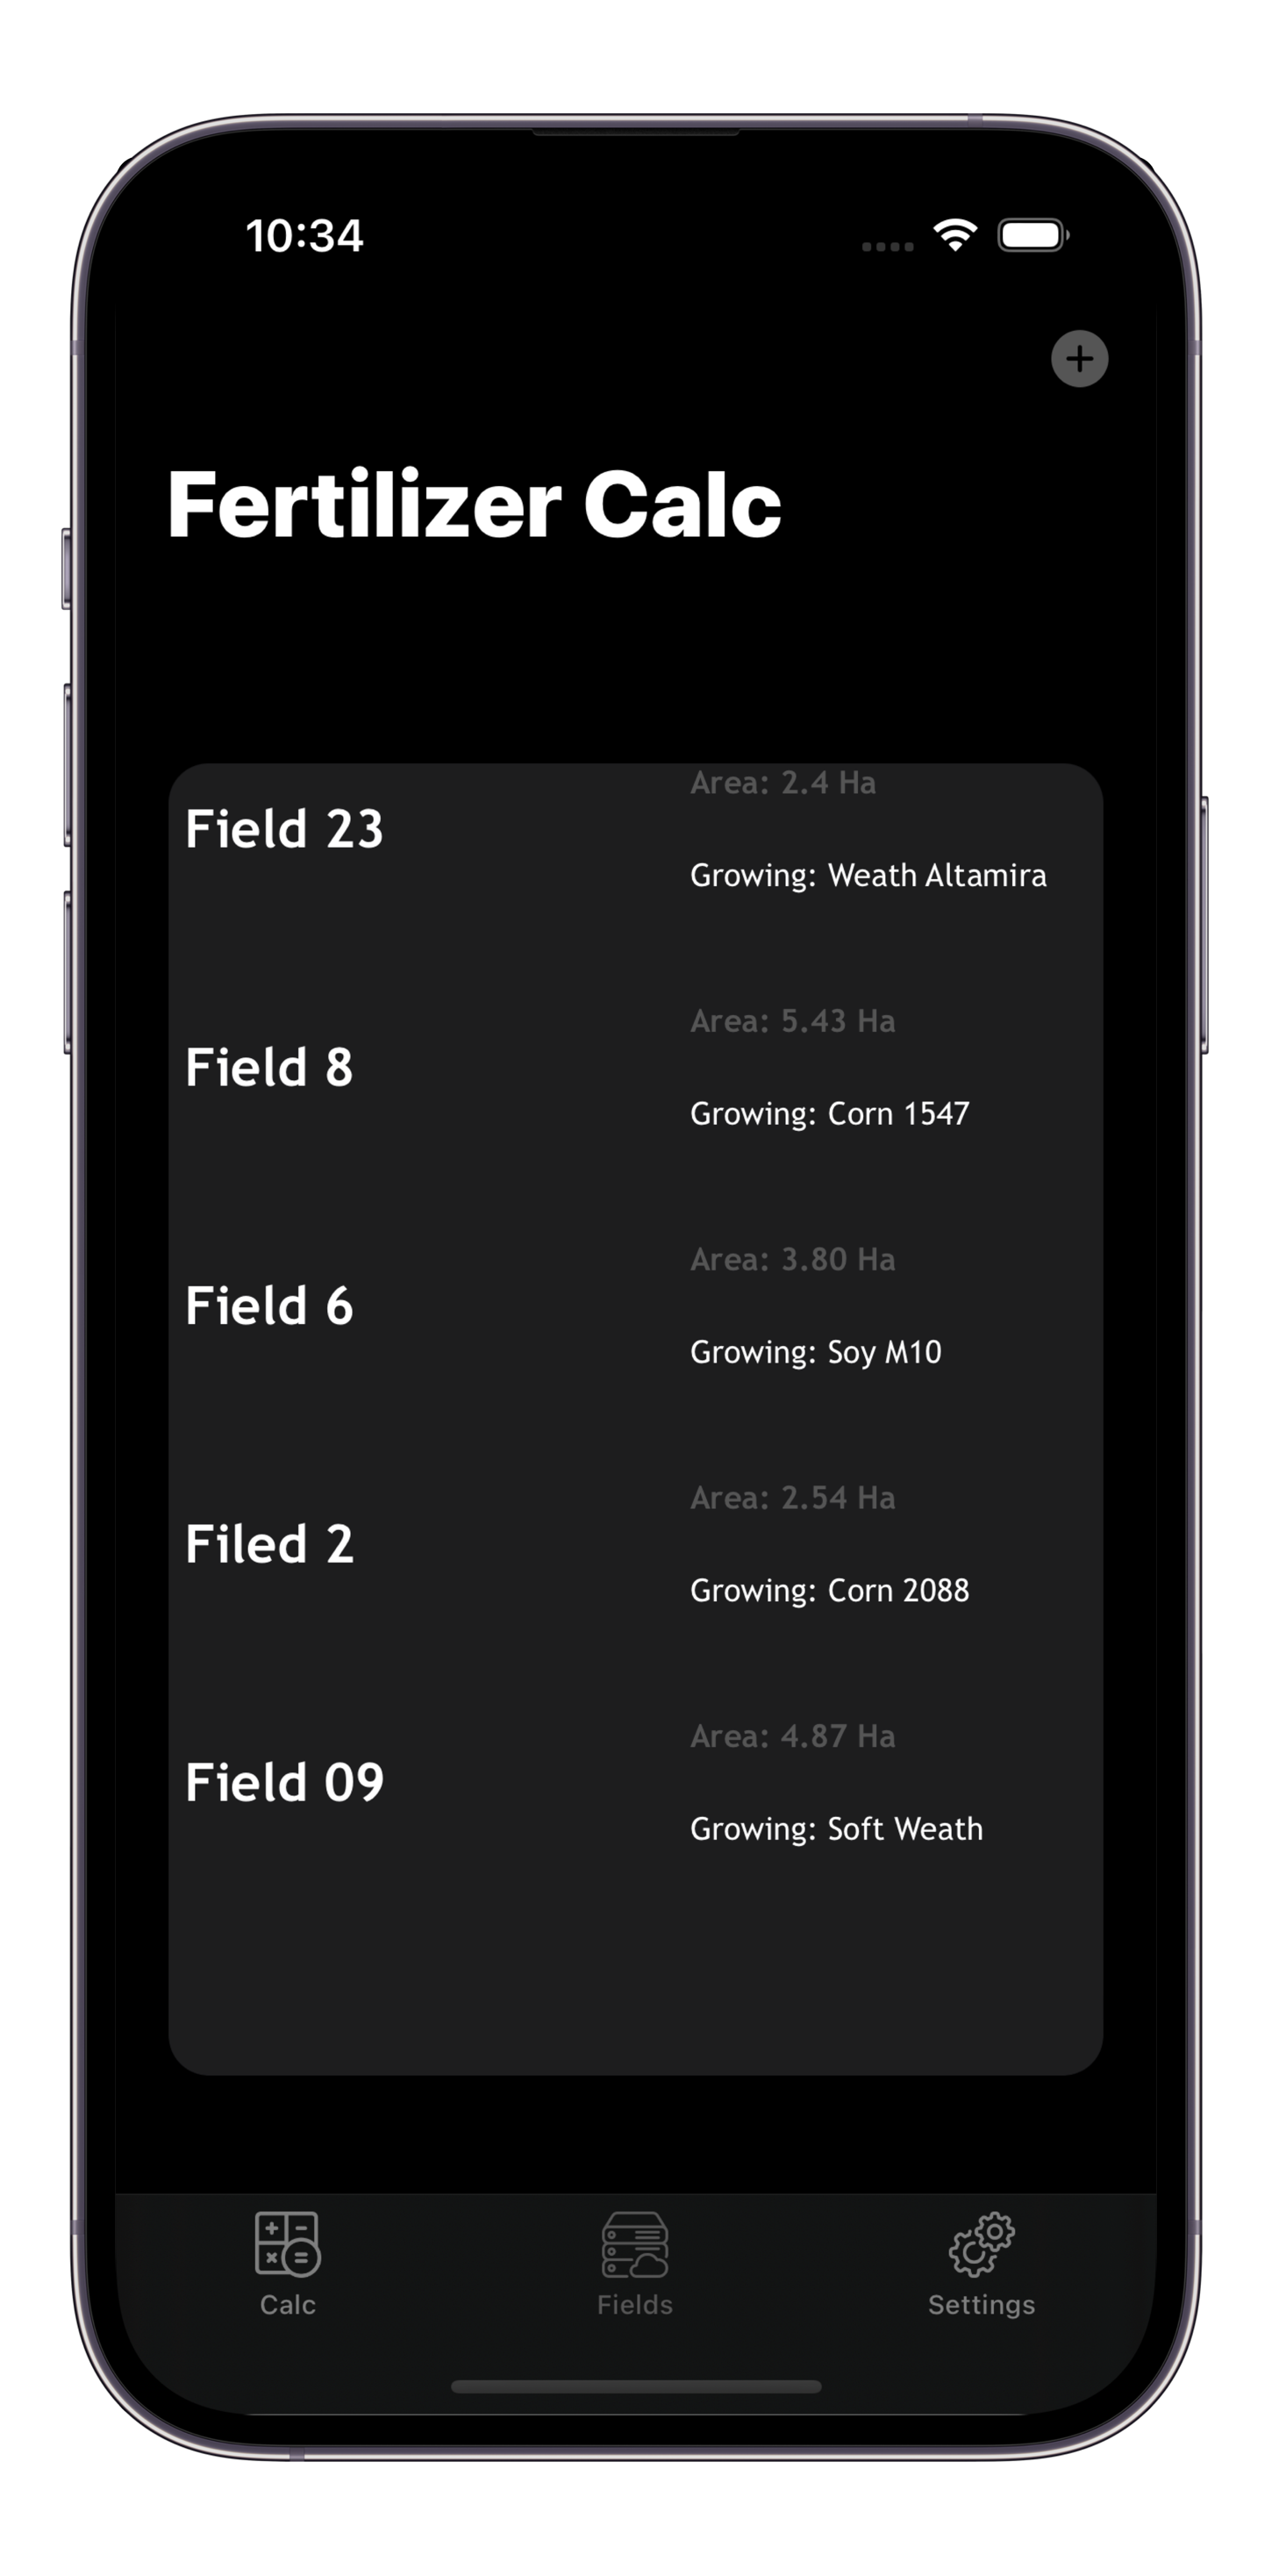 10:34
Fertilizer Calc
Area: 2.4 Ha
Field 23
Growing: Weath Altamira
Area: 5.43 Ha
Field 8
Growing: Corn 1547
Area: 3.80 Ha
Field 6
Growing: Soy M10
Area: 2.54 Ha
Filed 2
Growing: Corn 2088
Area: 4.87 Ha
Field 09
Growing: Soft Weath
Calc
Fields
Settings